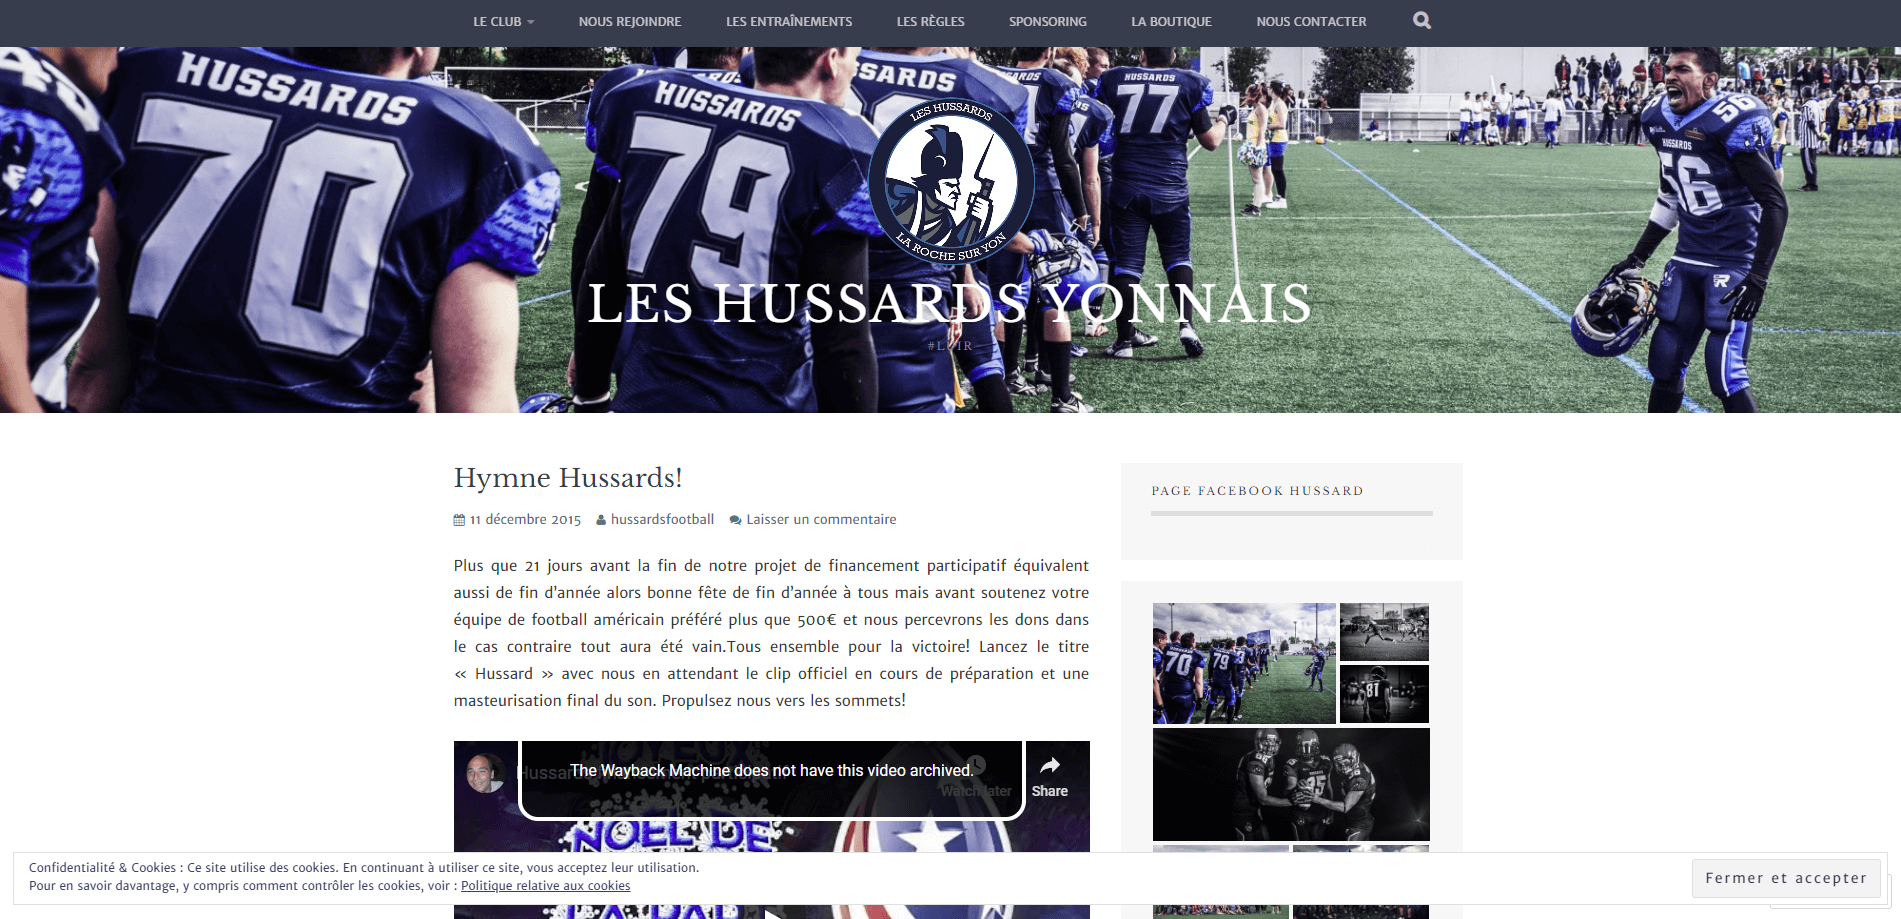 LE CLUB
NOUS REJOINDRE
LES ENTRAÎNEMENTS
LES RÈGLES
SPONSORING
LA BOUTIQUE
NOUS CONTACTER
HUSSARDS
70
HUSSARDS
79
SSARDS
HUSSARDS
77
56
HUSSARDS
56
LES HUSSARDS
LA ROCHE SUR YON
LES HUSSARDS YONNAIS
Hymne Hussards!
11 décembre 2015 hussardsfootball Laisser un commentaire
Plus que 21 jours avant la fin de notre projet de financement participatif équivalent
aussi de fin d’année alors bonne fête de fin d’année à tous mais avant soutenez votre
équipe de football américain préféré plus que 500€ et nous percevrons les dons dans
le cas contraire tout aura été vain.Tous ensemble pour la victoire! Lancez le titre
« Hussard » avec nous en attendant le clip officiel en cours de préparation et une
masteurisation final du son. Propulsez nous vers les sommets!
The Wayback Machine does not have this video archived.
Watch later
Share
NOEL DE
PAGE FACEBOOK HUSSARD
70
79
81
Confidentialité & Cookies : Ce site utilise des cookies. En continuant à utiliser ce site, vous acceptez leur utilisation.
Pour en savoir davantage, y compris comment contrôler les cookies, voir : Politique relative aux cookies
Fermer et accepter